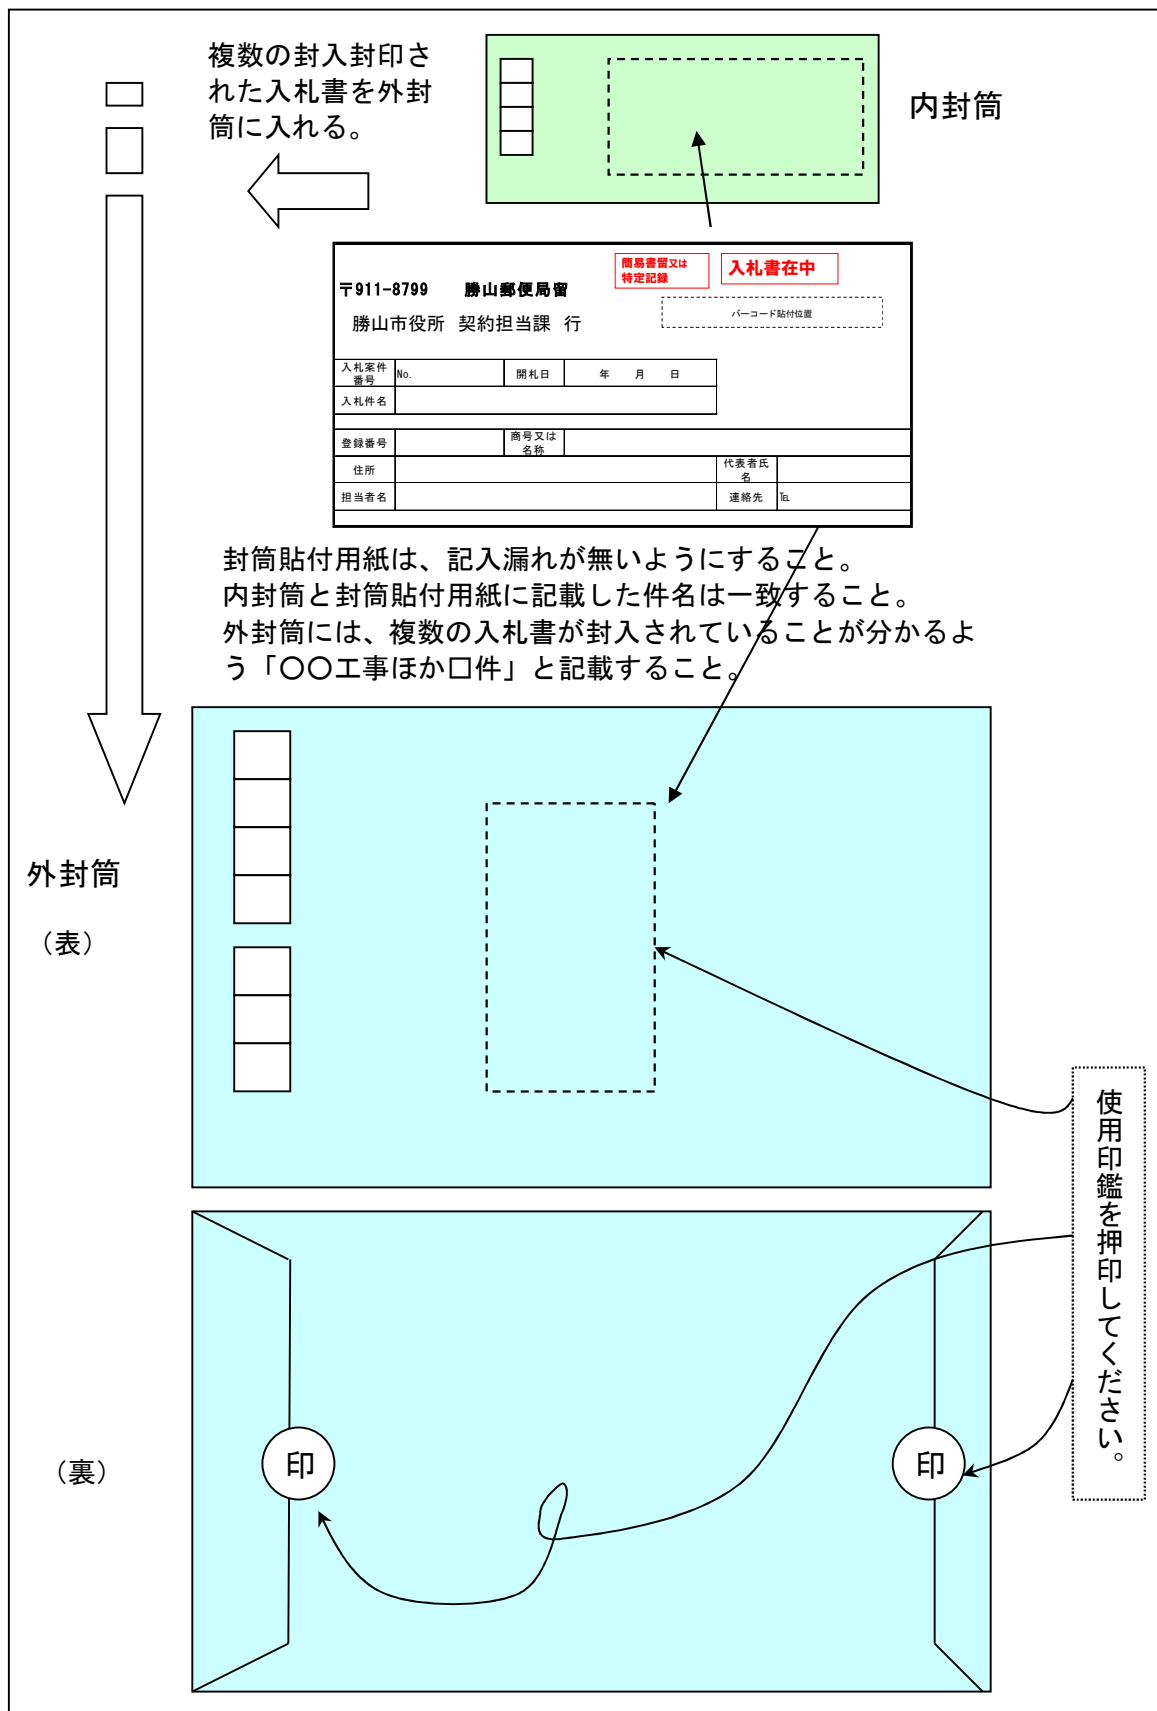 複数の封入封印さ
れた入札書を外封
筒に入れる。
内封筒
簡易書留又は
特定記録
入札書在中
〒911-8799 勝山郵便局留
バーコード貼付位置
勝山市役所 契約担当課 行
入札案件
番号
No.
開札日
年 月 日
入札件名
登録番号
商号又は
名称
住所
代表者氏
名
担当者名
連絡先
℡
封筒貼付用紙は、記入漏れが無いようにすること。
内封筒と封筒貼付用紙に記載した件名は一致すること。
外封筒には、複数の入札書が封入されていることが分かるよ
う「〇〇工事ほか口件」と記載すること。
外封筒
（表）
使用印鑑を押印してください。
（裏）
印
印